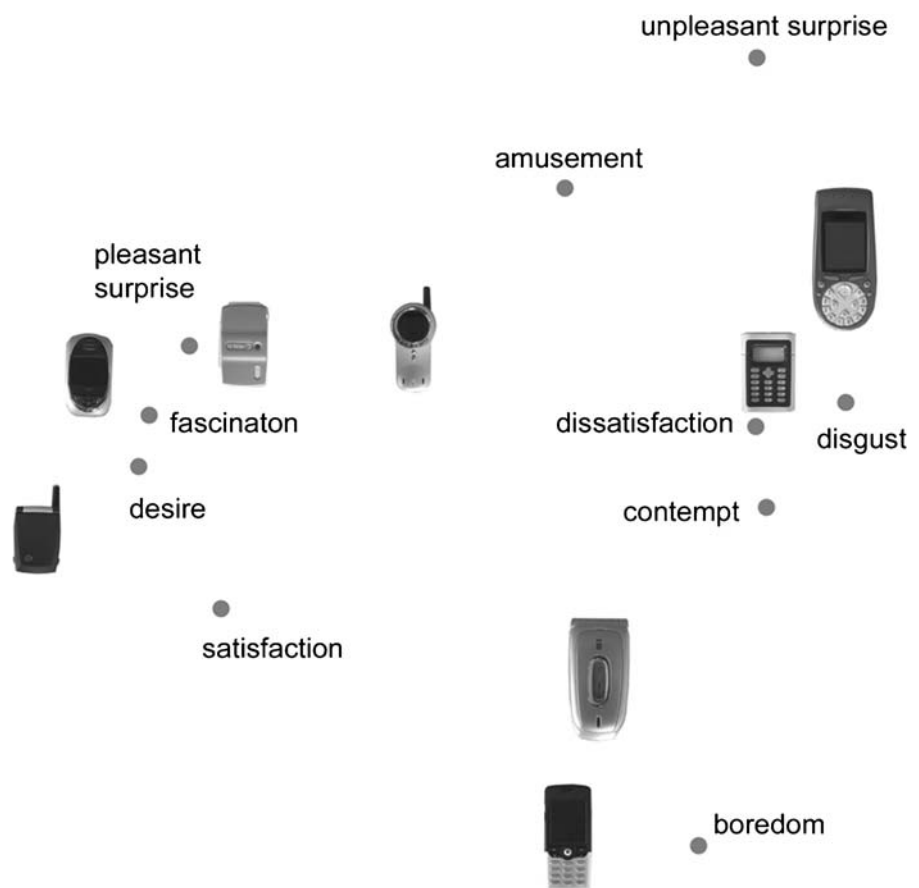 unpleasant surprise
amusement
pleasant
surprise
fascinaton
dissatisfaction
disgust
desire
contempt
satisfaction
boredom